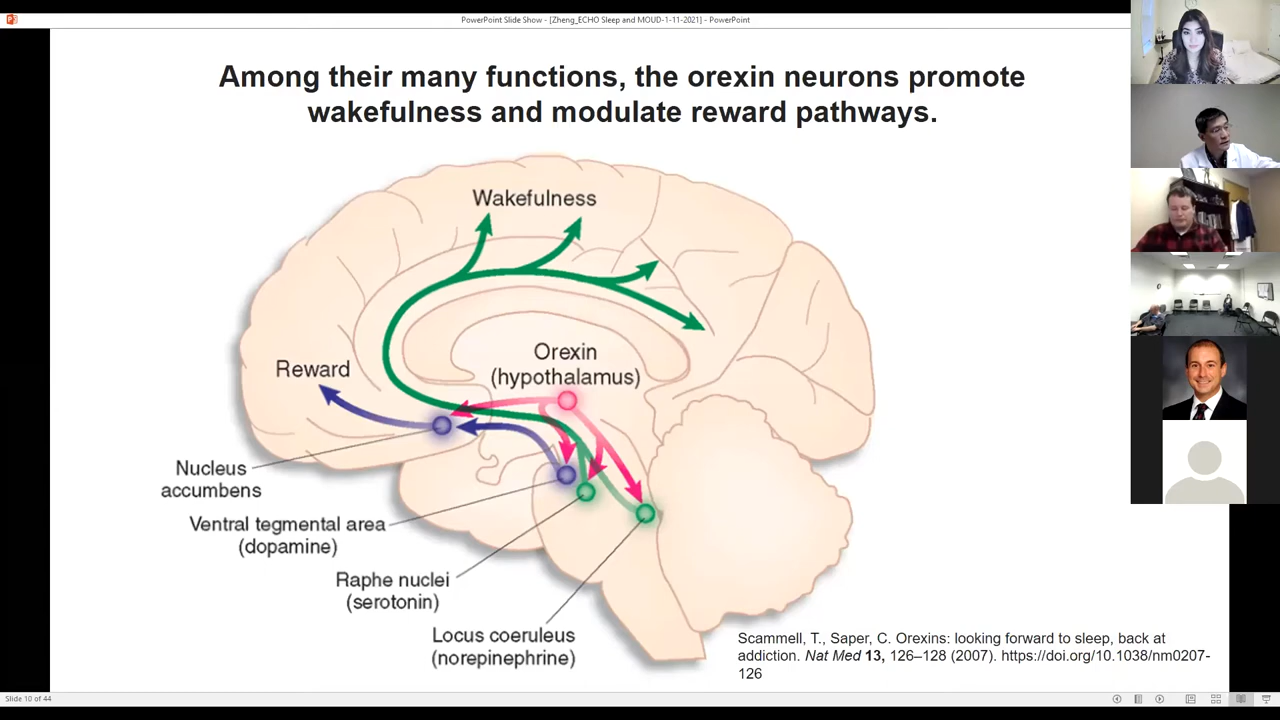 PowerPoint Slide Show - [Zheng_ECHO Sleep and MOUD-1-11-2021] - PowerPoint
Among their many functions, the orexin neurons promote
wakefulness and modulate reward pathways.
Wakefulness
Orexin
(hypothalamus)
Reward
Nucleus
accumbens
Ventral tegmental area
(dopamine)
Raphe nuclei
(serotonin)
Locus coeruleus
(norepinephrine)
Scammell, T., Saper, C. Orexins: looking forward to sleep, back at
addiction. Nat Med 13, 126–128 (2007). https://doi.org/10.1038/nm0207-
126
Slide 10 of 44